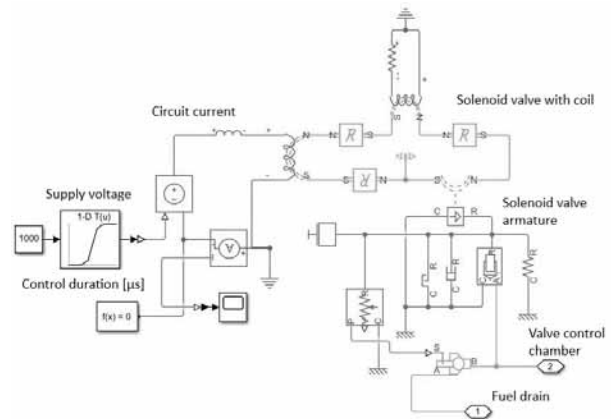 Circuit current
Solenoid valve with coil
+
-
+
-
+
-
S
N
N
R
S
N
R
S
N
S
R
N
S
N
Supply voltage
1-D T(u)
1000
Control duration [µs]
f(x) = 0
A
Solenoid valve
armature
C
R
R
C
R
C
R
C
R
C
S
A
B
Valve control
chamber
2
Fuel drain
1